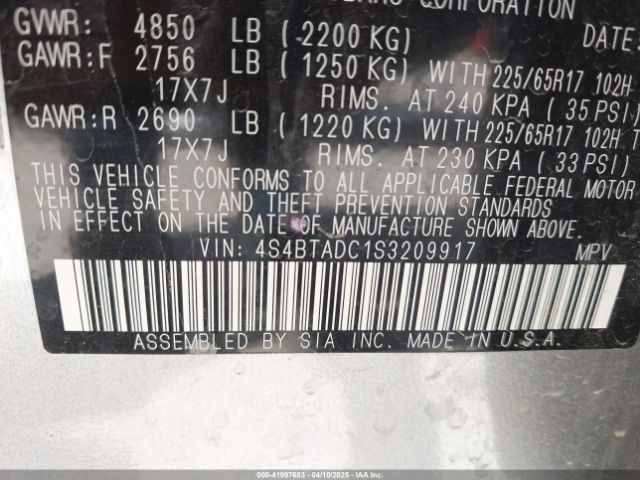 CORPORATION
GVWR: 4850 LB ( 2200 KG) DATE
GAWR:F 2756 LB ( 1250 KG) WITH 225/65R17 102H
17X7J RIMS. AT 240 KPA ( 35 PSI)
GAWR:R 2690 LB ( 1220 KG) WITH 225/65R17 102H
17X7J RIMS. AT 230 KPA ( 33 PSI)
THIS VEHICLE CONFORMS TO ALL APPLICABLE FEDERAL MOTOR
VEHICLE SAFETY AND THEFT PREVENTION STANDARDS
IN EFFECT ON THE DATE OF MANUFACTURE SHOWN ABOVE.
VIN: 4S4BTADC1S3209917 MPV
ASSEMBLED BY SIA INC. MADE IN U.S.A.
000-41997683 - 04/10/2025 - Copyright © IAA